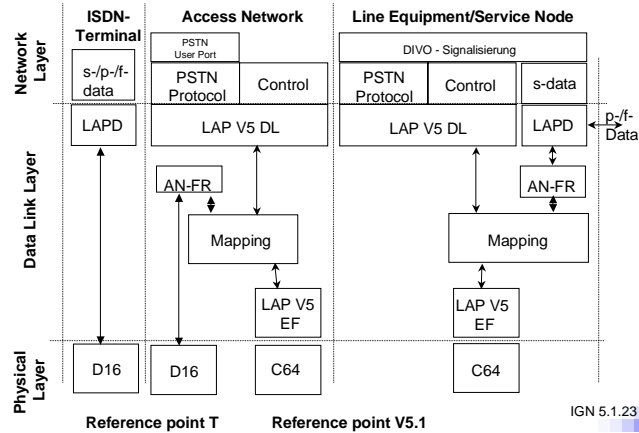 ISDN-
Terminal
Access Network
Line Equipment/Service Node
Network
Layer
s-/p-/f-
data
PSTN
User Port
PSTN
Protocol
Control
DIVO - Signalisierung
PSTN
Protocol
Control
s-data
Data Link Layer
LAPD
LAP V5 DL
LAP V5 DL
LAPD
p-/f-
Data
AN-FR
AN-FR
Mapping
Mapping
LAP V5
EF
LAP V5
EF
Physical
Layer
D16
D16
C64
C64
Reference point T
Reference point V5.1
IGN 5.1.23